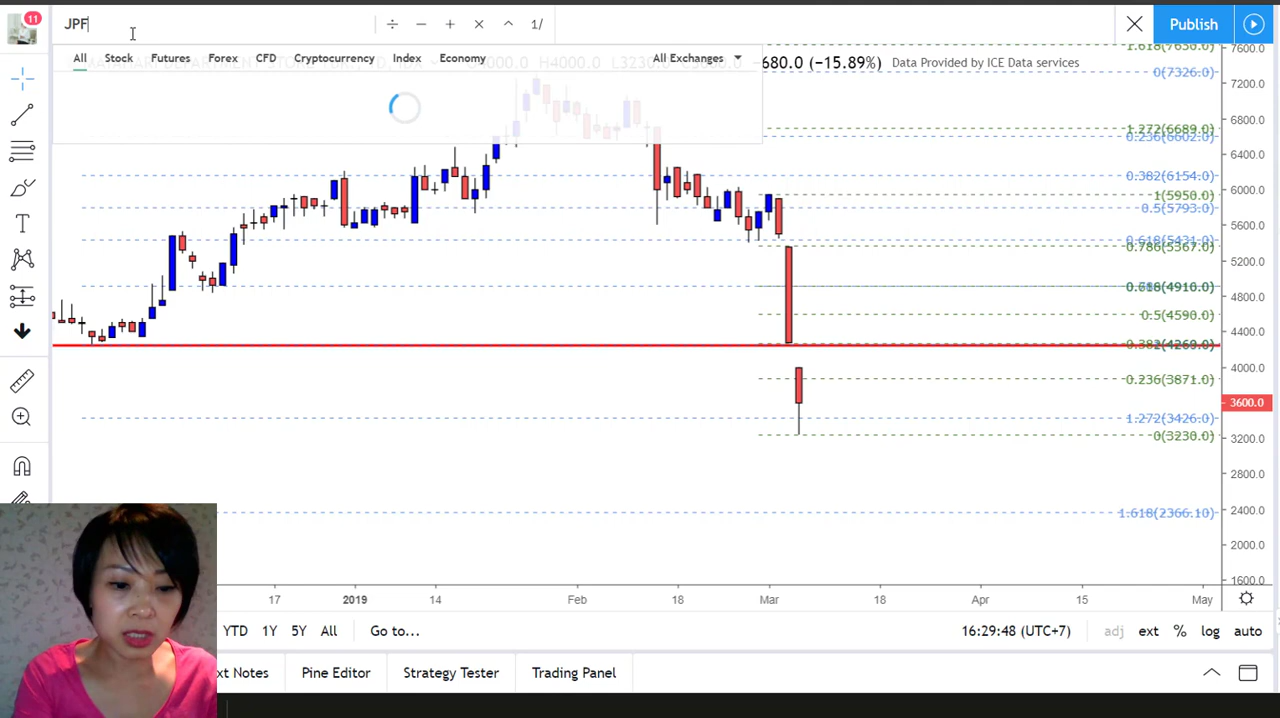 11
JPF
1/
Publish
All
Stock
Futures
Forex
CFD
Cryptocurrency
Index
Economy
All Exchanges
680.0 (−15.89%)
Data Provided by ICE Data services
0(7326)
1.272(6689.0)
0.382(6154.0)
1(5950.0)
0.5(5793.0)
0.618(5431.0)
0.786(5367.0)
0.5(4590.0)
0.236(3871.0)
1.272(3426.0)
0(3230.0)
1.618(2366.10)
7600.0
7200.0
6800.0
6400.0
6000.0
5600.0
5200.0
4800.0
4400.0
4000.0
3600.0
3200.0
2800.0
2400.0
2000.0
1600.0
17
2019
14
Feb
18
Mar
18
Apr
15
May
YTD
1Y
5Y
All
Go to...
16:29:48 (UTC+7)
adj
ext
%
log
auto
xt Notes
Pine Editor
Strategy Tester
Trading Panel